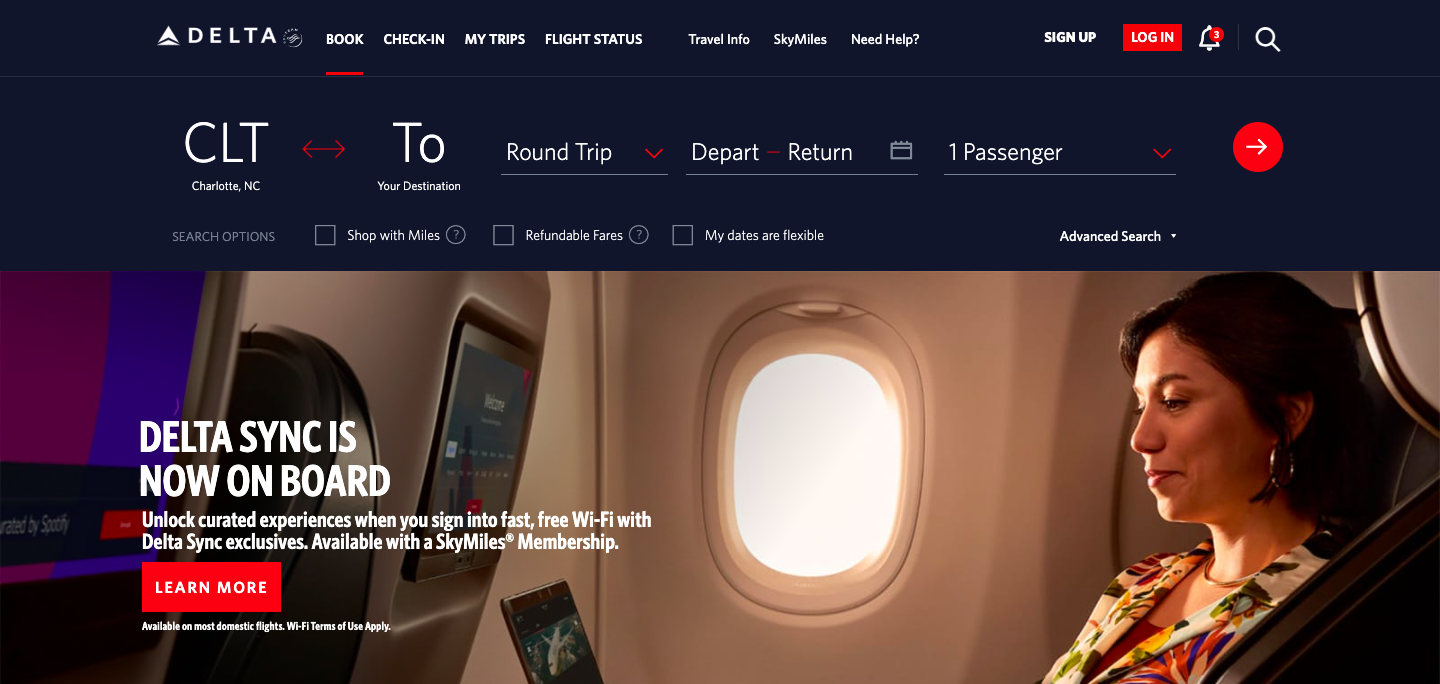 DELTA
BOOK CHECK-IN MY TRIPS FLIGHT STATUS Travel Info SkyMiles Need Help? SIGN UP LOG IN 3
CLT To Round Trip Depart – Return 1 Passenger
Charlotte, NC Your Destination
SEARCH OPTIONS Shop with Miles ? Refundable Fares ? My dates are flexible Advanced Search
Welcome
DELTA SYNC IS
NOW ON BOARD
Unlock curated experiences when you sign into fast, free Wi-Fi with
Delta Sync exclusives. Available with a SkyMiles® Membership.
by Spotify
LEARN MORE
Available on most domestic flights. Wi-Fi Terms of Use Apply.